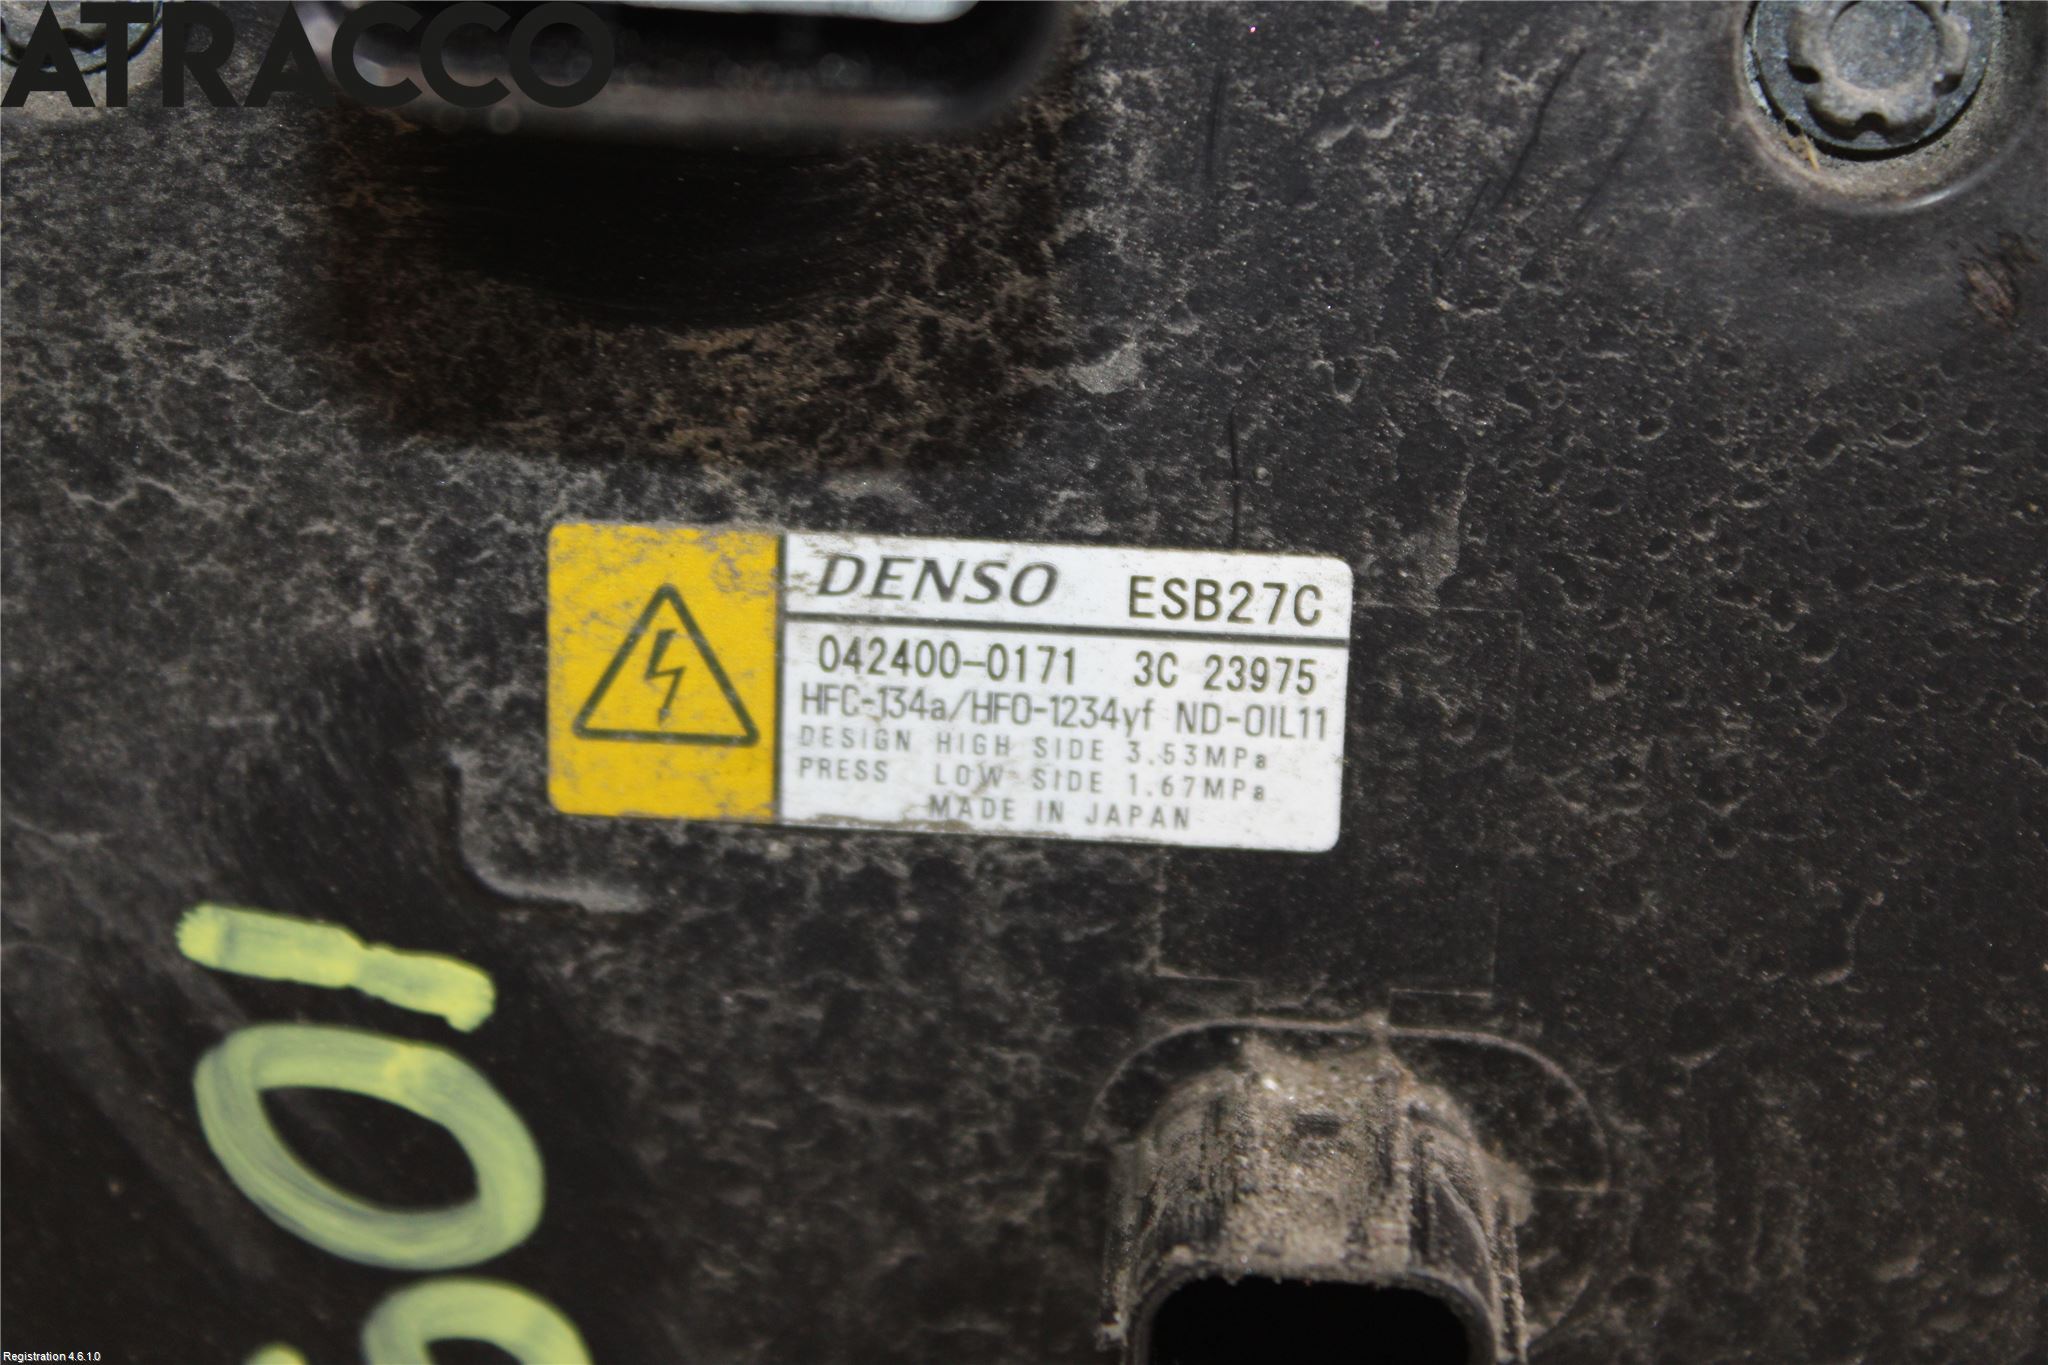 ATRACCO
DENSO ESB27C
042400-0171 3C 23975
HFC-134a/HFO-1234yf ND-OIL11
DESIGN HIGH SIDE 3.53MPa
PRESS LOW SIDE 1.67MPa
MADE IN JAPAN
Registration 4.6.1.0